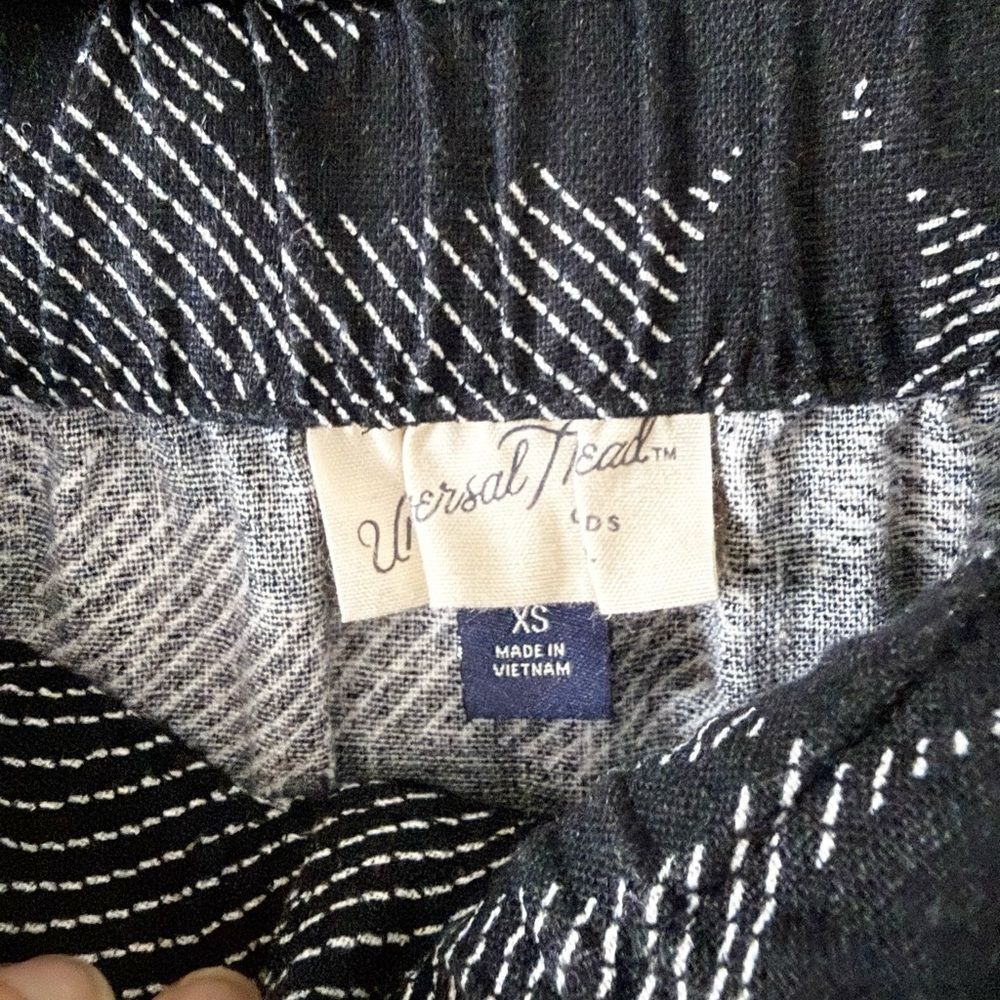 Universal Thread™
XS
MADE IN
VIETNAM